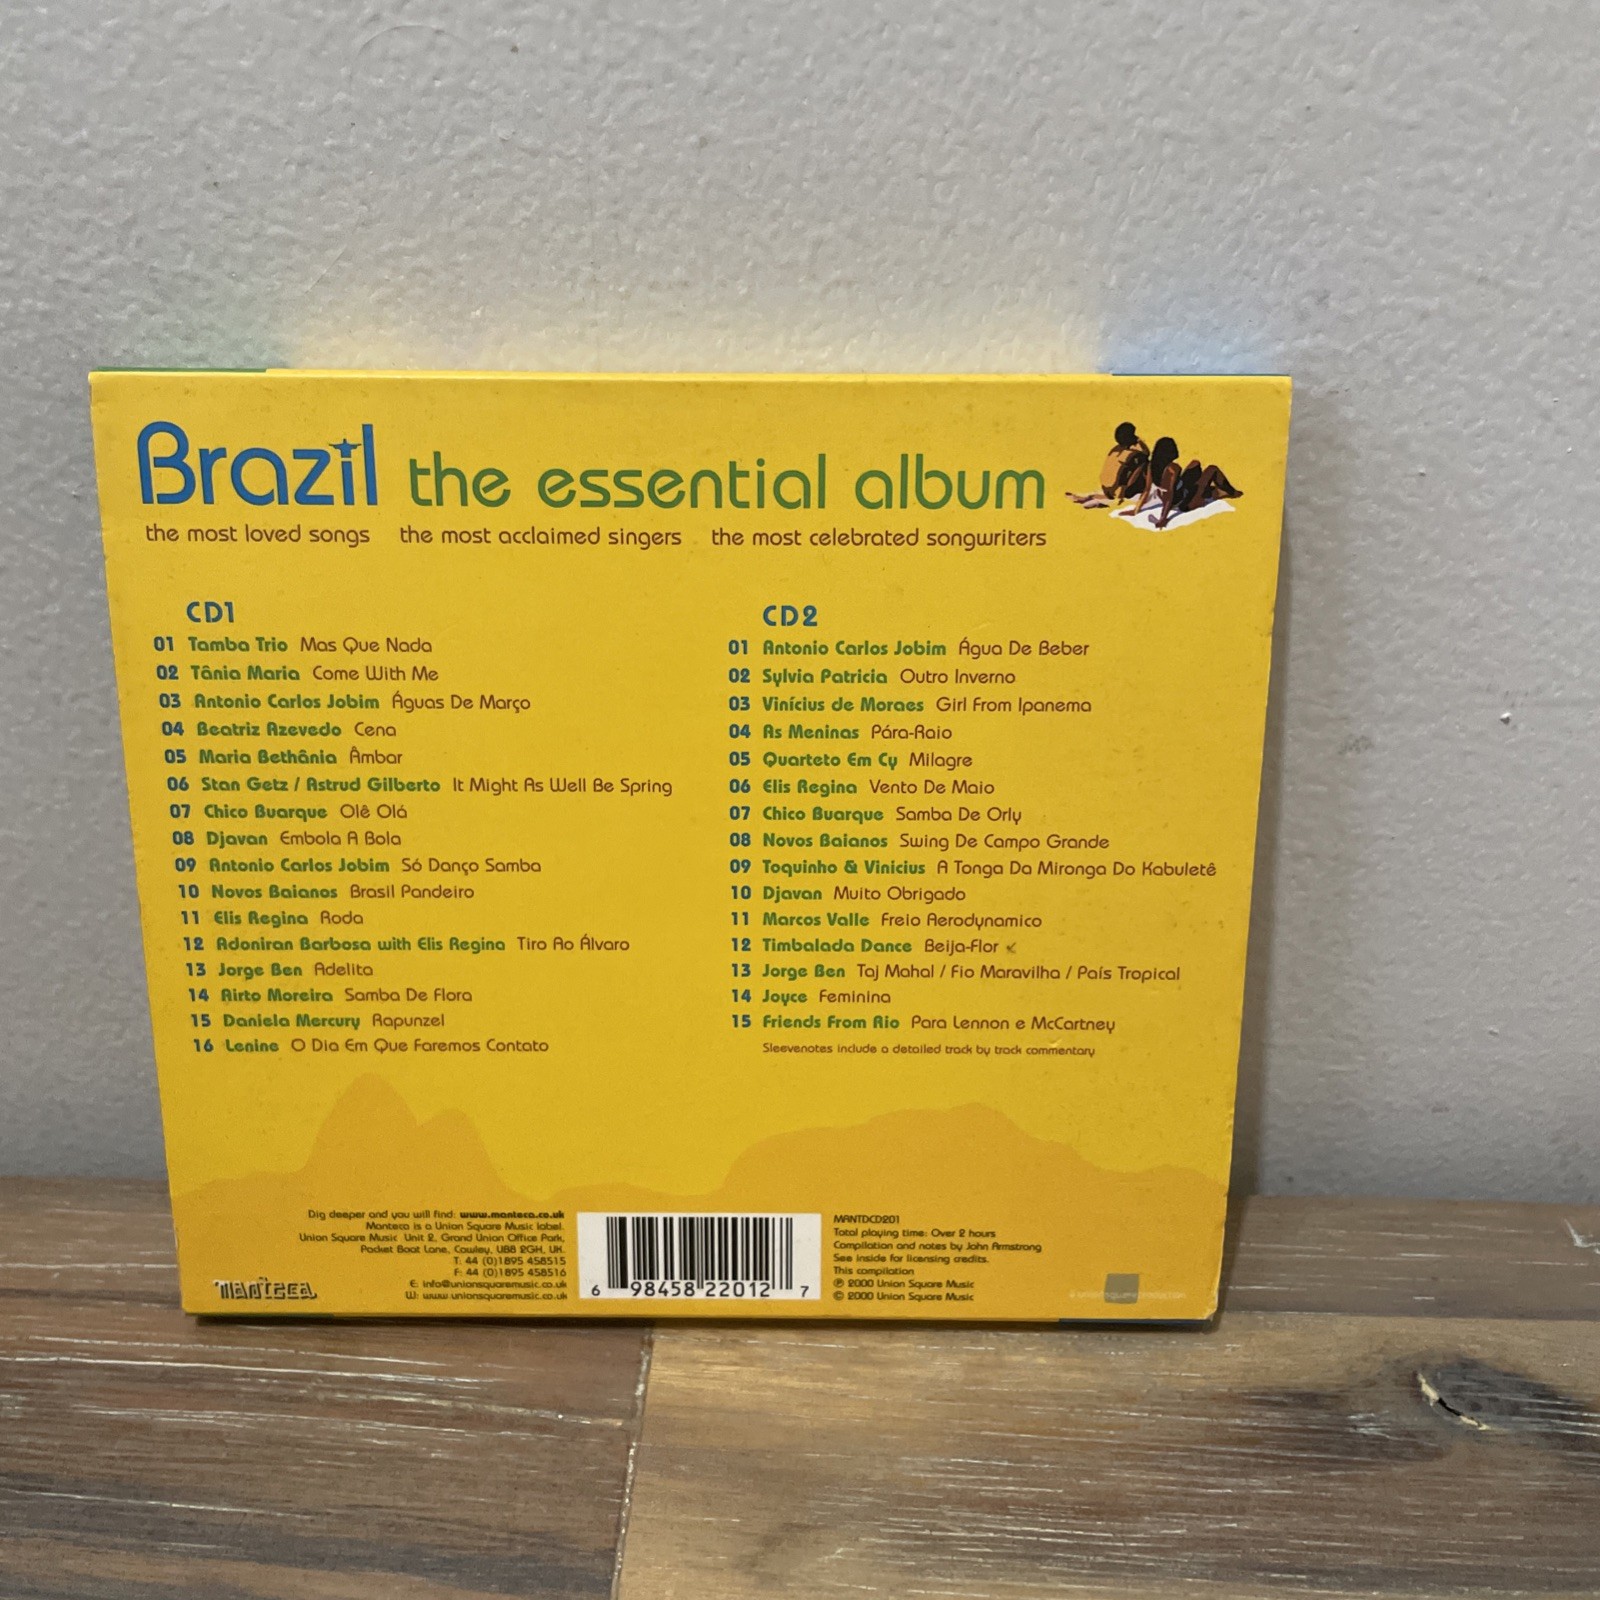 Brazil the essential album
the most loved songs the most acclaimed singers the most celebrated songwriters
CD1
01 Tamba Trio Mas Que Nada
02 Tânia Maria Come With Me
03 Antonio Carlos Jobim Águas De Março
04 Beatriz Azevedo Cena
05 Maria Bethânia Âmbar
06 Stan Getz / Astrud Gilberto It Might As Well Be Spring
07 Chico Buarque Olê Olá
08 Djavan Embola A Bola
09 Antonio Carlos Jobim Só Danço Samba
10 Novos Baianos Brasil Pandeiro
11 Elis Regina Roda
12 Adoniran Barbosa with Elis Regina Tiro Ao Álvaro
13 Jorge Ben Adelita
14 Airto Moreira Samba De Flora
15 Daniela Mercury Rapunzel
16 Lenine O Dia Em Que Faremos Contato
CD2
01 Antonio Carlos Jobim Água De Beber
02 Sylvia Patricia Outro Inverno
03 Vinícius de Moraes Girl From Ipanema
04 As Meninas Pára-Raio
05 Quarteto Em Cy Milagre
06 Elis Regina Vento De Maio
07 Chico Buarque Samba De Orly
08 Novos Baianos Swing De Campo Grande
09 Toquinho & Vinicius A Tonga Da Mironga Do Kabuletê
10 Djavan Muito Obrigado
11 Marcos Valle Freio Aerodynamico
12 Timbalada Dance Beija-Flor
13 Jorge Ben Taj Mahal / Fio Maravilha / País Tropical
14 Joyce Feminina
15 Friends From Rio Para Lennon e McCartney
Sleevenotes include a detailed track by track commentary
Dig deeper and you will find: www.manteca.co.uk
Manteca is a Union Square Music label.
Union Square Music Unit 2, Grand Union Office Park,
Packet Boat Lane, Cowley, UB8 2GH, UK.
T: 44 (0)1895 458515
F: 44 (0)1895 458516
E: info@unionsquaremusic.co.uk
W: www.unionsquaremusic.co.uk
MANTECA
6 98458 22012 7
MANTDCD201
Total playing time: Over 2 hours
Compilation and notes by John Armstrong
See inside for licensing credits.
This compilation
℗ 2000 Union Square Music
© 2000 Union Square Music
a union square production